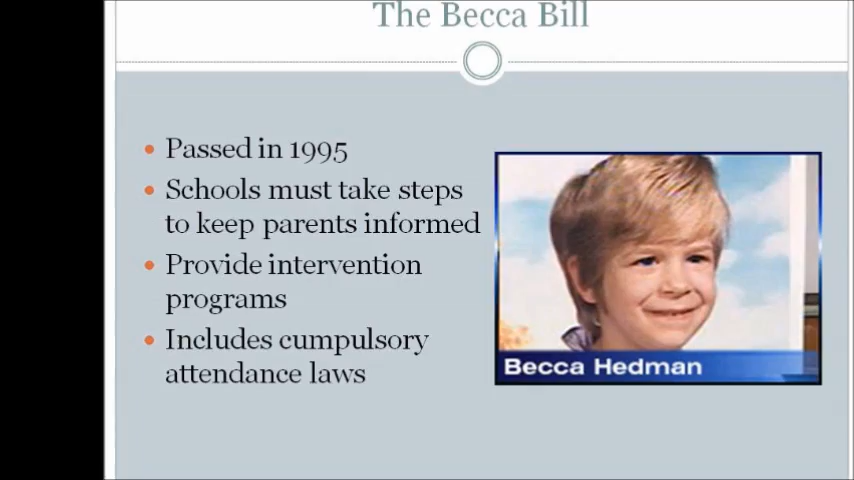 The Becca Bill
Passed in 1995
Schools must take steps
to keep parents informed
Provide intervention
programs
Includes cumpulsory
attendance laws
Becca Hedman